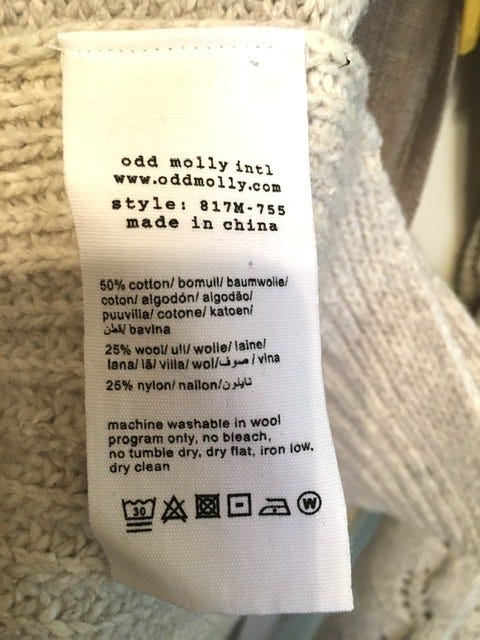 odd molly intl
www.oddmolly.com
style: 817M-755
made in china
50% cotton/ bomull/ baumwolle/
coton/ algodón/ algodão/
puuvilla/ cotone/ katoen/
قطن/ bavlna
25% wool/ ull/ wolle/ laine/
lana/ lã/ villa/ wol/ صوف/ vlna
25% nylon/ nailon/ نايلون
machine washable in wool
program only, no bleach,
no tumble dry, dry flat, iron low,
dry clean
30 W